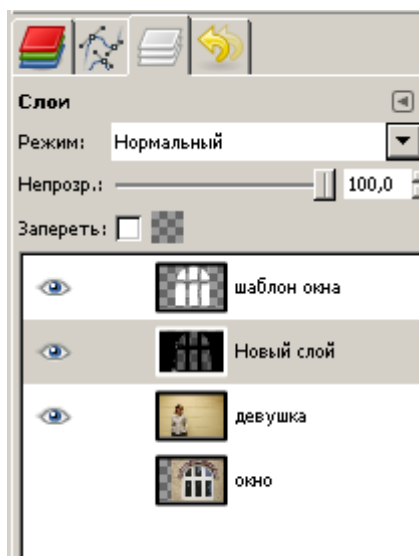 Слои
Режим: Нормальный
Непрозр.: 100,0
Запереть:
шаблон окна
Новый слой
девушка
окно